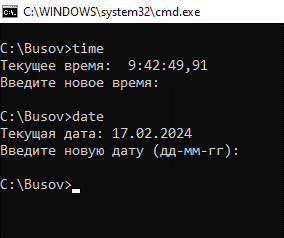 C:\WINDOWS\system32\cmd.exe
C:\Busov>time
Текущее время:  9:42:49,91
Введите новое время:
C:\Busov>date
Текущая дата: 17.02.2024
Введите новую дату (дд-мм-гг):
C:\Busov>